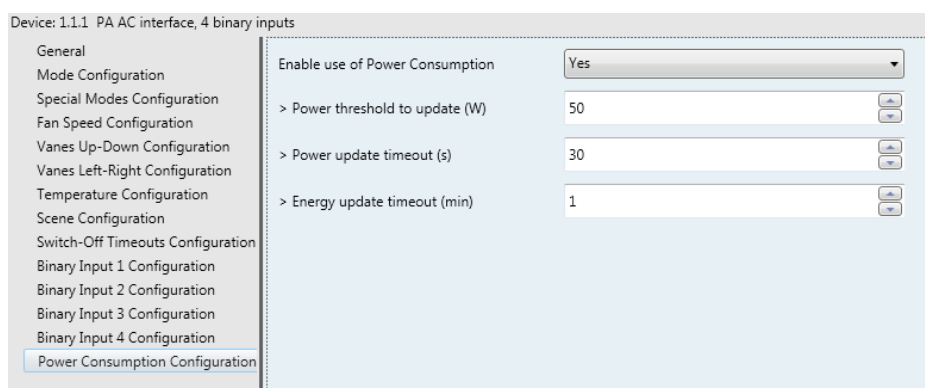 Device: 1.1.1 PA AC interface, 4 binary inputs
General
Mode Configuration
Special Modes Configuration
Fan Speed Configuration
Vanes Up-Down Configuration
Vanes Left-Right Configuration
Temperature Configuration
Scene Configuration
Switch-Off Timeouts Configuration
Binary Input 1 Configuration
Binary Input 2 Configuration
Binary Input 3 Configuration
Binary Input 4 Configuration
Power Consumption Configuration
Enable use of Power Consumption Yes
> Power threshold to update (W) 50
> Power update timeout (s) 30
> Energy update timeout (min) 1